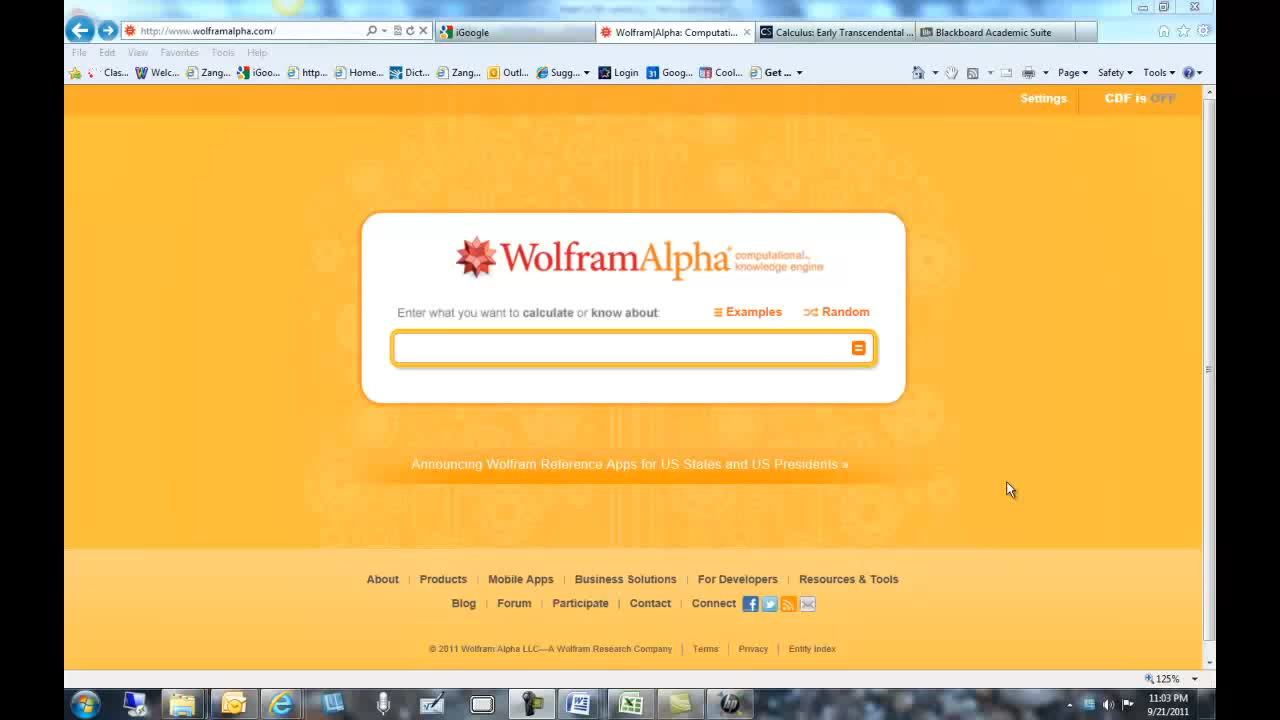 http://www.wolframalpha.com/
iGoogle
Wolfram|Alpha: Computati...
Calculus: Early Transcendental ...
Blackboard Academic Suite
File Edit View Favorites Tools Help
Clas... Welc... Zang... iGoo... http... Home... Dict... Zang... Outl... Sugg... Login Goog... Cool... Get ...
Page Safety Tools
Settings CDF is OFF
WolframAlpha computational..
knowledge engine
Enter what you want to calculate or know about: Examples Random
Announcing Wolfram Reference Apps for US States and US Presidents »
About | Products | Mobile Apps | Business Solutions | For Developers | Resources & Tools
Blog | Forum | Participate | Contact | Connect
© 2011 Wolfram Alpha LLC—A Wolfram Research Company | Terms | Privacy | Entity Index
125%
11:03 PM
9/21/2011